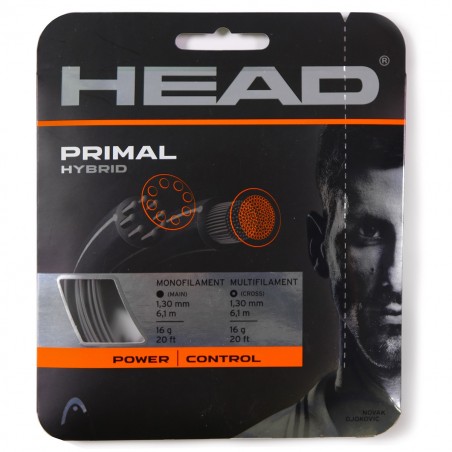 HEAD®
PRIMAL
HYBRID
MONOFILAMENT MULTIFILAMENT
(MAIN) (CROSS)
1,30 mm 1,30 mm
6,1 m 6,1 m
16 g 16 g
20 ft 20 ft
POWER | CONTROL
NOVAK
DJOKOVIC